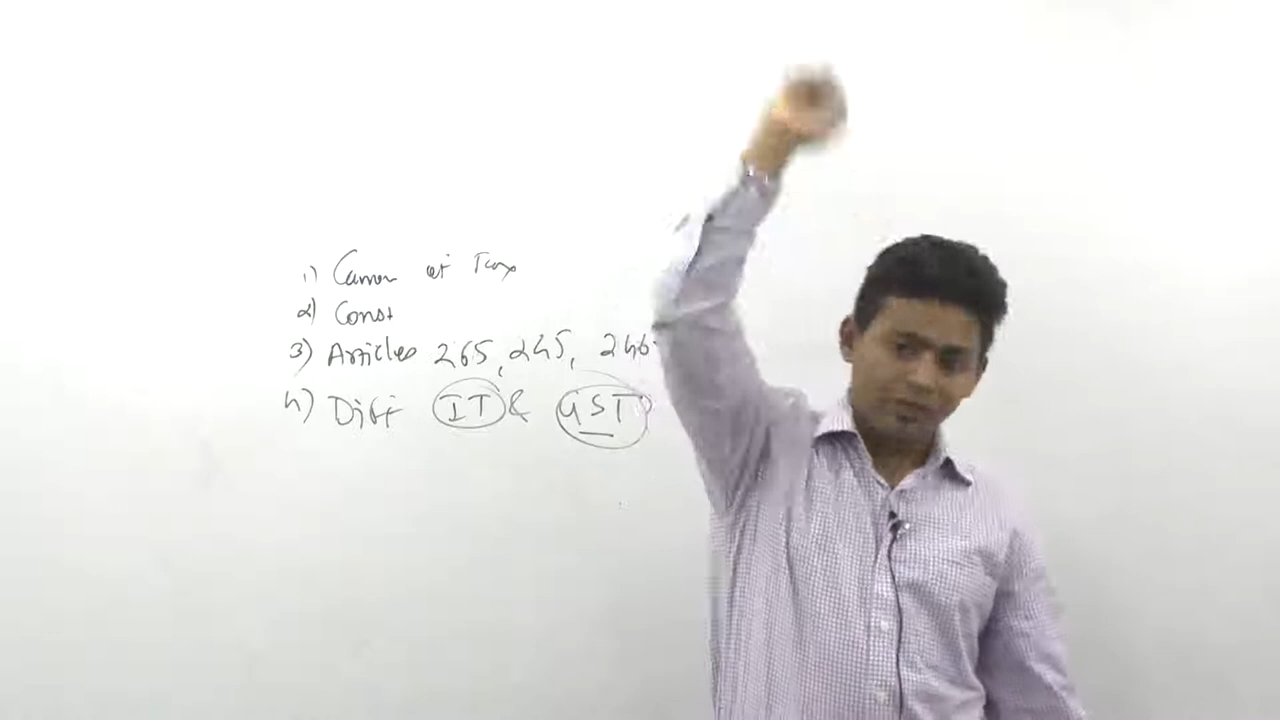 1) Canon of Tax
2) Const
3) Articles 265, 245, 246
4) Diff IT & GST